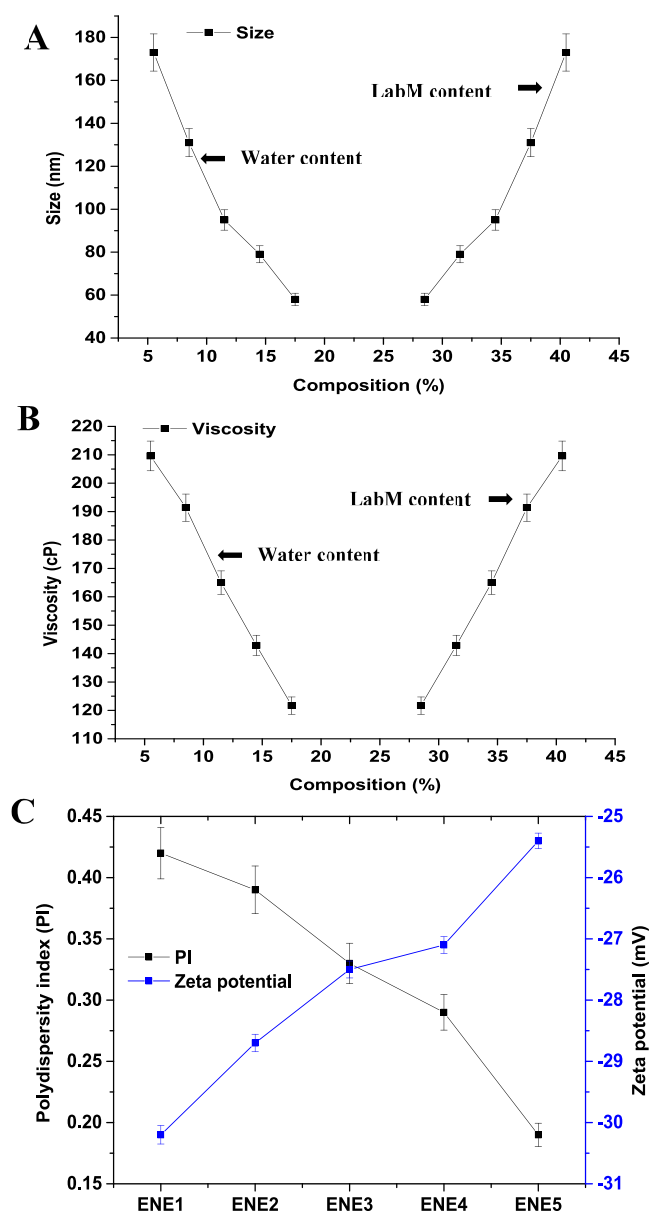 A
Size
180
160
140
120
100
80
60
40
Size (nm)
LabM content
Water content
5 10 15 20 25 30 35 40 45
Composition (%)
B
Viscosity
220
210
200
190
180
170
160
150
140
130
120
110
Viscosity (cP)
LabM content
Water content
5 10 15 20 25 30 35 40 45
Composition (%)
C
0.45
0.40
0.35
0.30
0.25
0.20
0.15
Polydispersity index (PI)
PI
Zeta potential
-25
-26
-27
-28
-29
-30
-31
Zeta potential (mV)
ENE1 ENE2 ENE3 ENE4 ENE5